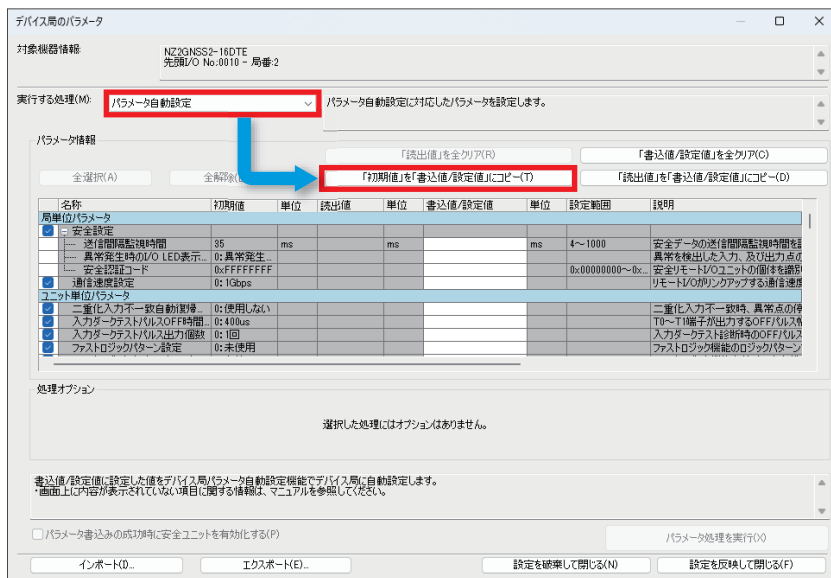 デバイス局のパラメータ
対象機器情報:
NZ2GNSS2-16DTE
先頭I/O No:0010 - 局番:2
実行する処理(M):
パラメータ自動設定
パラメータ自動設定に対応したパラメータを設定します。
パラメータ情報
「読出値」を全クリア(R)
「書込値/設定値」を全クリア(C)
全選択(A)
全解除(
「初期値」を「書込値/設定値」にコピー(T)
「読出値」を「書込値/設定値」にコピー(D)
名称 初期値 単位 読出値 単位 書込値/設定値 単位 設定範囲 説明
局単位パラメータ
安全設定
送信間隔監視時間 35 ms ms ms 4~1000 安全データの送信間隔監視時間を
異常発生時のI/O LED表示... 0:異常発生... 異常を検出した入力、及び出力点の
安全認証コード 0xFFFFFFFF 0x00000000~0x... 安全リモートI/Oユニットの個体を識別
通信速度設定 0:1Gbps リモートI/Oがリンクアップする通信速度
ユニット単位パラメータ
二重化入力不一致自動復帰... 0:使用しない 二重化入力不一致時、異常点の
入力ダークテストパルスOFF時間... 0:400us T0~T1端子が出力するOFFパルス
入力ダークテストパルス出力個数 0:1回 入力ダークテスト診断時のOFFパルス
ファストロジックパターン設定 0:未使用 ファストロジック機能のロジックパターン
処理オプション
選択した処理にはオプションはありません。
書込値/設定値に設定した値をデバイス局パラメータ自動設定機能でデバイス局に自動設定します。
・画面上に内容が表示されていない項目に関する情報は、マニュアルを参照してください。
パラメータ書込みの成功時に安全ユニットを有効化する(P)
パラメータ処理を実行(X)
インポート(I)...
エクスポート(E)...
設定を破棄して閉じる(N)
設定を反映して閉じる(F)